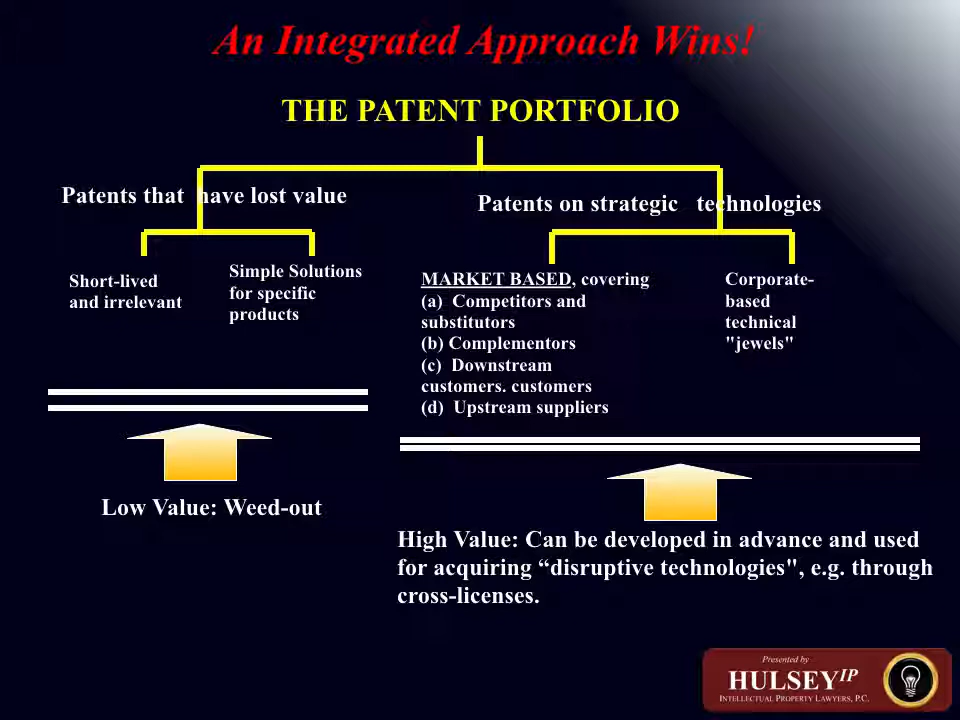 An Integrated Approach Wins!
THE PATENT PORTFOLIO
Patents that have lost value
Patents on strategic technologies
Short-lived
and irrelevant
Simple Solutions
for specific
products
MARKET BASED, covering
(a) Competitors and
substitutors
(b) Complementors
(c) Downstream
customers. customers
(d) Upstream suppliers
Corporate-
based
technical
"jewels"
Low Value: Weed-out
High Value: Can be developed in advance and used
for acquiring “disruptive technologies", e.g. through
cross-licenses.
Presented by
HULSEY IP
INTELLECTUAL PROPERTY LAWYERS, P.C.